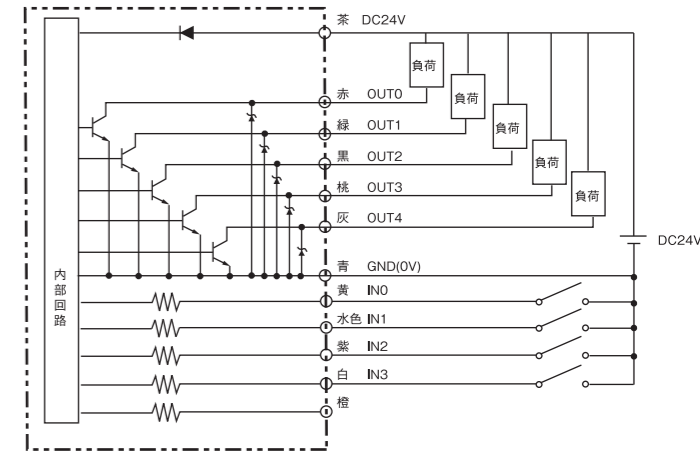 茶 DC24V
負荷
赤 OUT0
負荷
緑 OUT1
負荷
黒 OUT2
負荷
桃 OUT3
負荷
灰 OUT4
DC24V
青 GND(0V)
内部回路
黄 IN0
水色 IN1
紫 IN2
白 IN3
橙